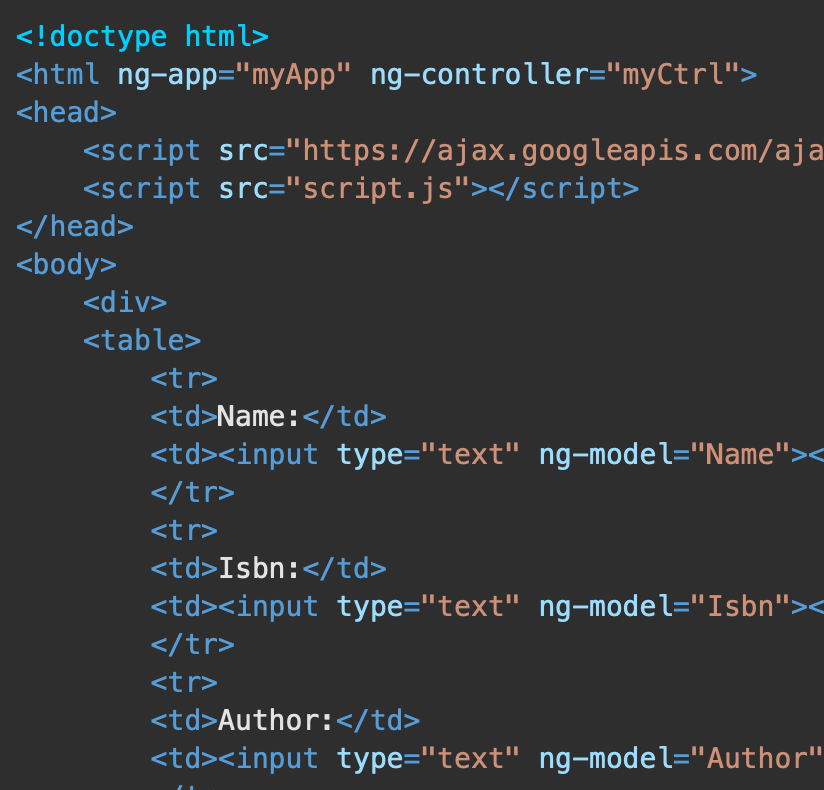 <!doctype html>
<html ng-app="myApp" ng-controller="myCtrl">
<head>
    <script src="https://ajax.googleapis.com/aja
    <script src="script.js"></script>
</head>
<body>
    <div>
    <table>
        <tr>
        <td>Name:</td>
        <td><input type="text" ng-model="Name"><
        </tr>
        <tr>
        <td>Isbn:</td>
        <td><input type="text" ng-model="Isbn"><
        </tr>
        <tr>
        <td>Author:</td>
        <td><input type="text" ng-model="Author"